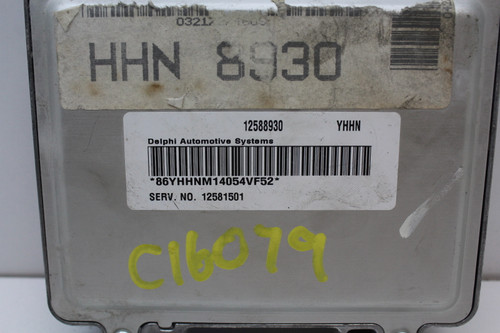 HHN 8930
12588930 YHHN
Delphi Automotive Systems
*86YHHNM14054VF52*
SERV. NO. 12581501
C16079